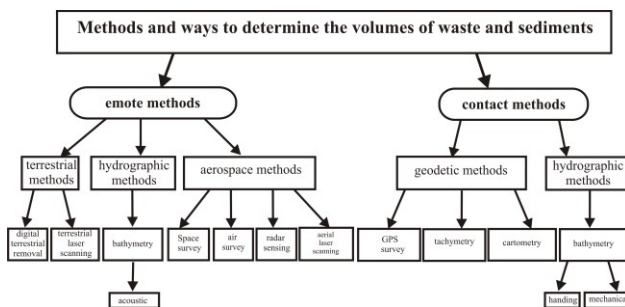 Methods and ways to determine the volumes of waste and sediments
emote methods
contact methods
terrestrial
methods
hydrographic
methods
aerospace methods
geodetic methods
hydrographic
methods
digital
terrestrial
removal
terrestrial
laser
scanning
bathymetry
Space
survey
air
survey
radar
sensing
aerial
laser
scanning
GPS
survey
tachymetry
cartometry
bathymetry
acoustic
handing
mechanical